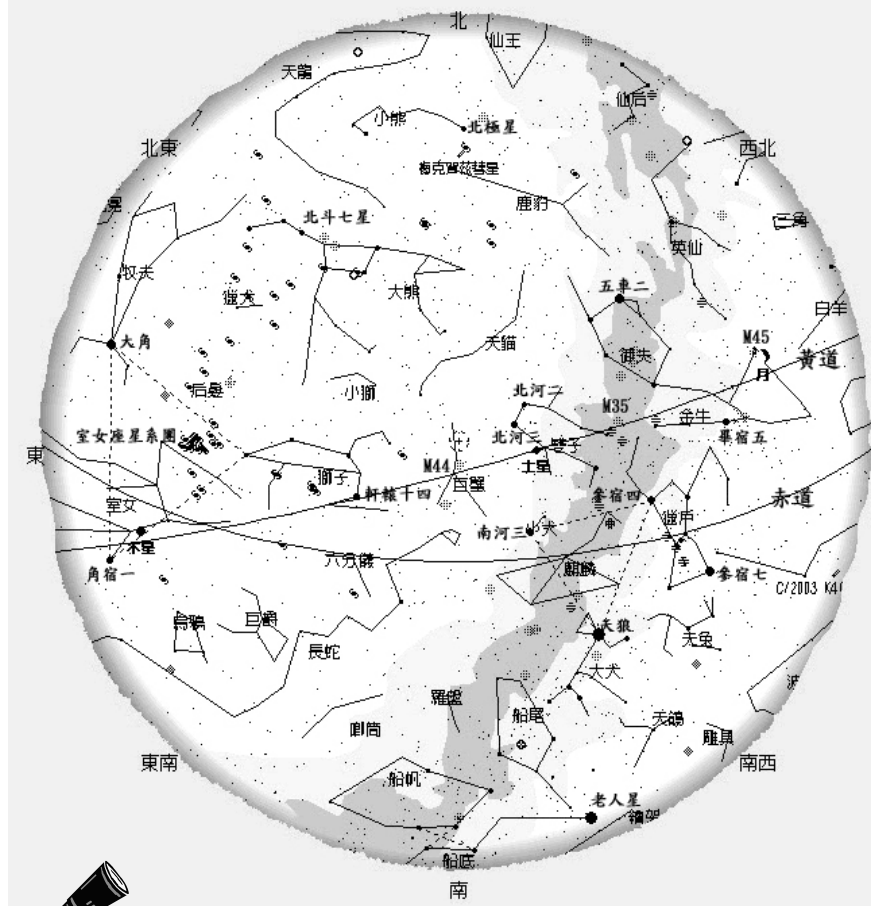 北
仙王
天龍
仙后
小熊
北極星
北東
西北
梅克賀茲彗星
鹿豹
三角
北斗七星
英仙
牧夫
獵犬
大熊
五車二
白羊
M45
大角
天貓
御夫
黃道
月
后髮
小獅
北河二
M35
金牛
室女座星系團
北河三
雙子
畢宿五
東
M44
土星
獅子
巨蟹
參宿四
赤道
室女
軒轅十四
獵戶
南河三
小犬
木星
六分儀
麒麟
參宿七
角宿一
C/2003 K4
烏鴉
巨爵
天狼
天兔
長蛇
大犬
羅盤
船尾
天鴿
唧筒
雕具
東南
南西
船帆
老人星
繪架
船底
南